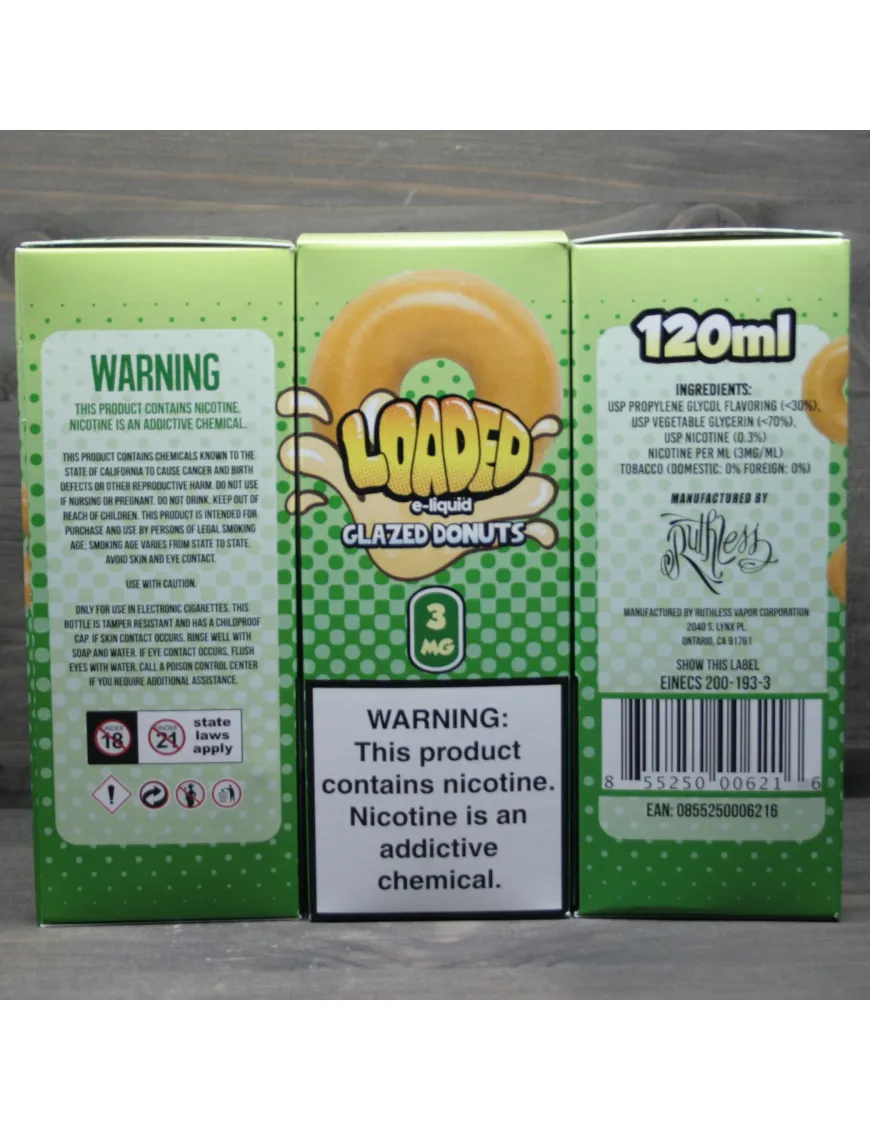 WARNING
THIS PRODUCT CONTAINS NICOTINE.
NICOTINE IS AN ADDICTIVE CHEMICAL.
THIS PRODUCT CONTAINS CHEMICALS KNOWN TO THE
STATE OF CALIFORNIA TO CAUSE CANCER AND BIRTH
DEFECTS OR OTHER REPRODUCTIVE HARM. DO NOT USE
IF NURSING OR PREGNANT. DO NOT DRINK. KEEP OUT OF
REACH OF CHILDREN. THIS PRODUCT IS INTENDED FOR
PURCHASE AND USE BY PERSONS OF LEGAL SMOKING
AGE; SMOKING AGE VARIES FROM STATE TO STATE.
AVOID SKIN AND EYE CONTACT.
USE WITH CAUTION.
ONLY FOR USE IN ELECTRONIC CIGARETTES. THIS
BOTTLE IS TAMPER RESISTANT AND HAS A CHILDPROOF
CAP. IF SKIN CONTACT OCCURS, RINSE WELL WITH
SOAP AND WATER. IF EYE CONTACT OCCURS, FLUSH
EYES WITH WATER. CALL A POISON CONTROL CENTER
IF YOU REQUIRE ADDITIONAL ASSISTANCE.
UNDER
18
UNDER
21
state
laws
apply
LOADED
e-liquid
GLAZED DONUTS
3
MG
WARNING:
This product
contains nicotine.
Nicotine is an
addictive
chemical.
120ml
INGREDIENTS:
USP PROPYLENE GLYCOL FLAVORING (<30%),
USP VEGETABLE GLYCERIN (<70%),
USP NICOTINE (0.3%)
NICOTINE PER ML (3MG/ML)
TOBACCO (DOMESTIC: 0% FOREIGN: 0%)
MANUFACTURED BY
Ruthless
MANUFACTURED BY RUTHLESS VAPOR CORPORATION
2040 S. LYNX PL.
ONTARIO, CA 91761
SHOW THIS LABEL
EINECS 200-193-3
8 55250 00621 6
EAN: 0855250006216